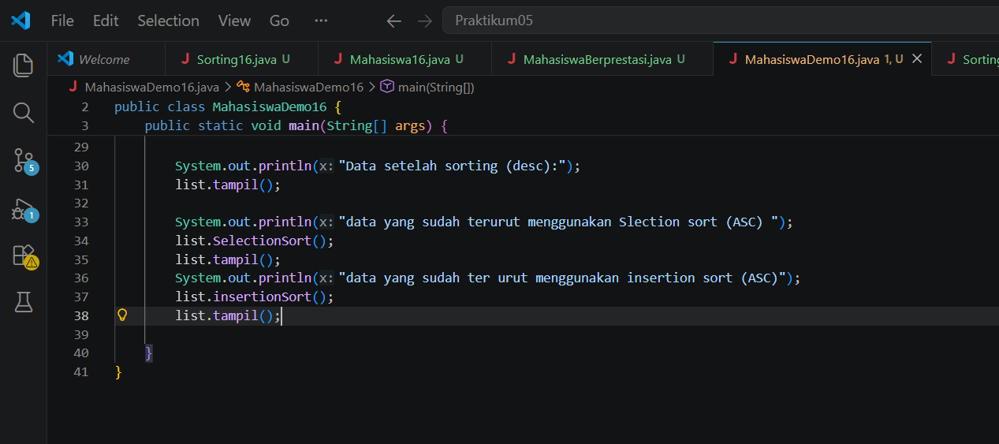 File Edit Selection View Go ··· ← → Praktikum05
Welcome J Sorting16.java U J Mahasiswa16.java U J MahasiswaBerprestasi.java U J MahasiswaDemo16.java 1, U × J Sorting
J MahasiswaDemo16.java > MahasiswaDemo16 > main(String[])
2 public class MahasiswaDemo16 {
3 public static void main(String[] args) {
29
30 System.out.println(x: "Data setelah sorting (desc):");
31 list.tampil();
32
33 System.out.println(x: "data yang sudah terurut menggunakan Slection sort (ASC) ");
34 list.SelectionSort();
35 list.tampil();
36 System.out.println(x: "data yang sudah ter urut menggunakan insertion sort (ASC)");
37 list.insertionSort();
38 list.tampil();
39
40 }
41 }
5
1